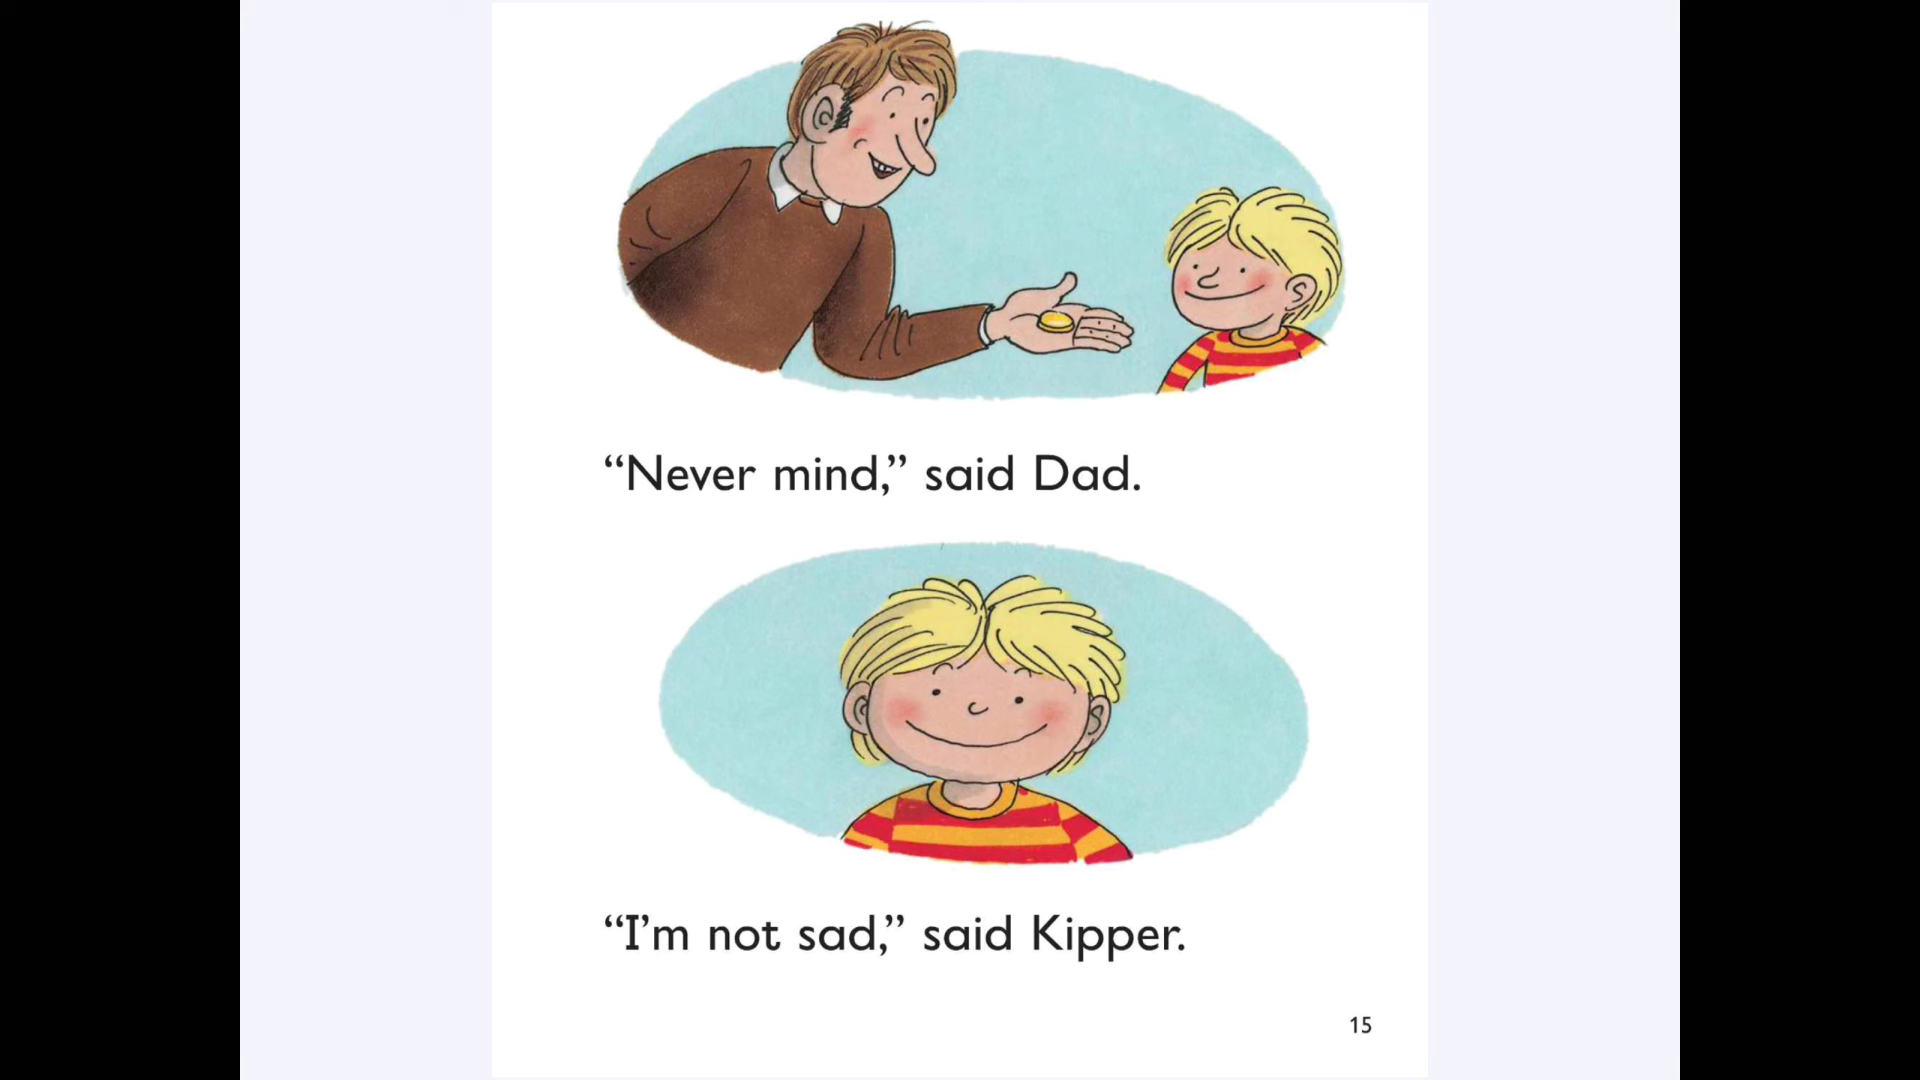 “Never mind,” said Dad.
“I’m not sad,” said Kipper.
15